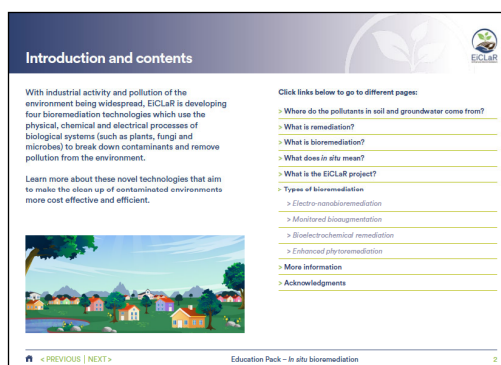 Introduction and contents
EiCLaR
With industrial activity and pollution of the
environment being widespread, EiCLaR is developing
four bioremediation technologies which use the
physical, chemical and electrical processes of
biological systems (such as plants, fungi and
microbes) to break down contaminants and remove
pollution from the environment.
Learn more about these novel technologies that aim
to make the clean up of contaminated environments
more cost effective and efficient.
Click links below to go to different pages:
> Where do the pollutants in soil and groundwater come from?
> What is remediation?
> What is bioremediation?
> What does in situ mean?
> What is the EiCLaR project?
> Types of bioremediation
> Electro-nanobioremediation
> Monitored bioaugmentation
> Bioelectrochemical remediation
> Enhanced phytoremediation
> More information
> Acknowledgments
< PREVIOUS | NEXT >
Education Pack – In situ bioremediation
2